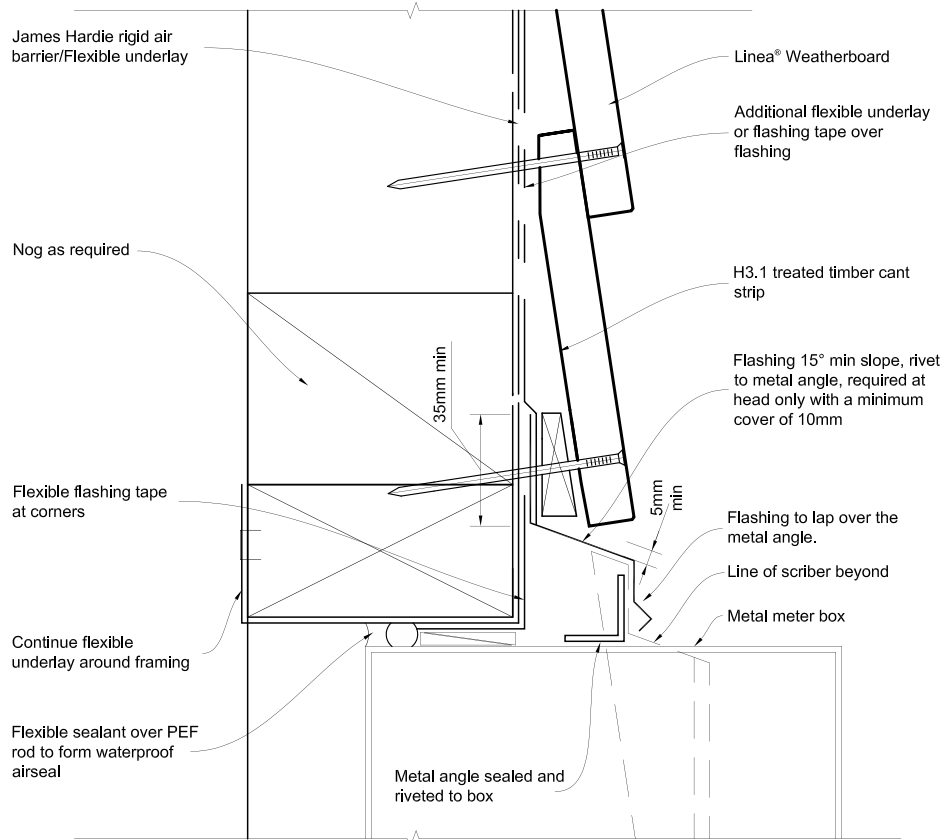 James Hardie rigid air
barrier/Flexible underlay
Linea® Weatherboard
Additional flexible underlay
or flashing tape over
flashing
Nog as required
H3.1 treated timber cant
strip
35mm min
Flashing 15° min slope, rivet
to metal angle, required at
head only with a minimum
cover of 10mm
Flexible flashing tape
at corners
5mm
min
Flashing to lap over the
metal angle.
Line of scriber beyond
Metal meter box
Continue flexible
underlay around framing
Flexible sealant over PEF
rod to form waterproof
airseal
Metal angle sealed and
riveted to box